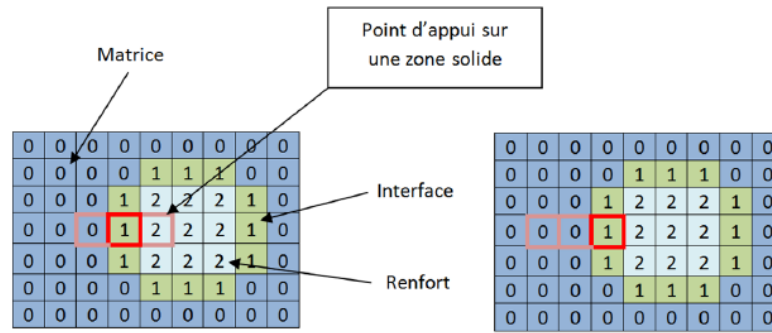 Point d'appui sur
une zone solide
Matrice
0 0 0 0 0 0 0 0 0
0 0 0 0 1 1 1 0 0
0 0 0 1 2 2 2 1 0
0 0 0 1 2 2 2 1 0
0 0 0 1 2 2 2 1 0
0 0 0 0 1 1 1 0 0
0 0 0 0 0 0 0 0 0
Interface
Renfort
0 0 0 0 0 0 0 0 0
0 0 0 0 1 1 1 0 0
0 0 0 1 2 2 2 1 0
0 0 0 1 2 2 2 1 0
0 0 0 1 2 2 2 1 0
0 0 0 0 1 1 1 0 0
0 0 0 0 0 0 0 0 0